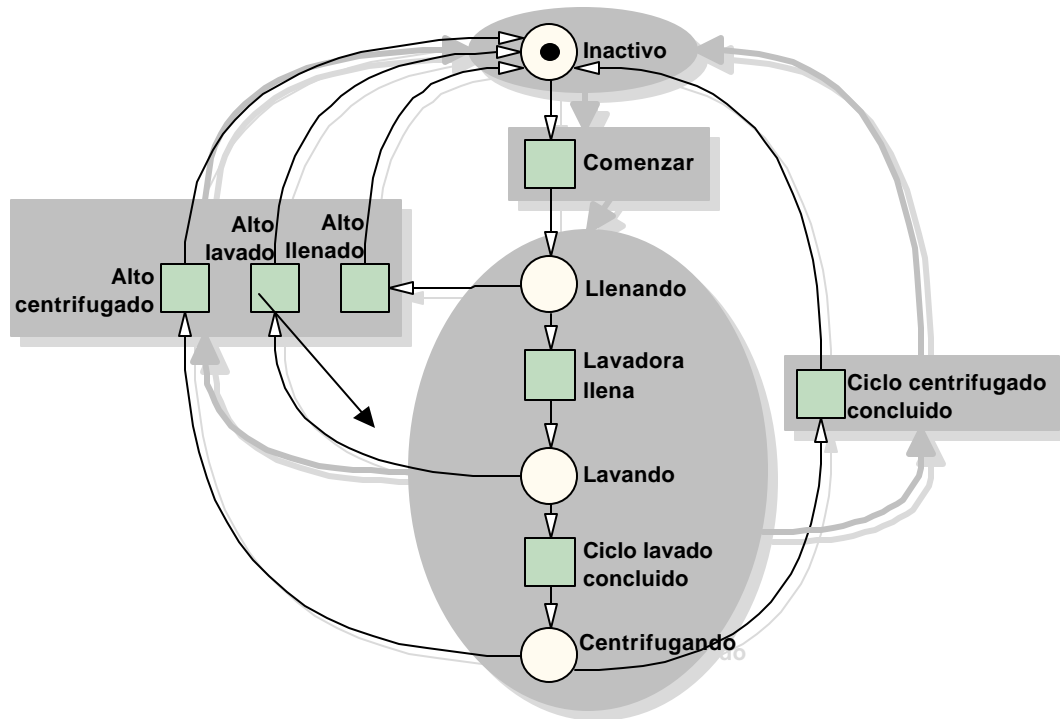 Inactivo
Comenzar
Alto
lavado
Alto
llenado
Alto
centrifugado
Llenando
Lavadora
llena
Ciclo centrifugado
concluido
Lavando
Ciclo lavado
concluido
Centrifugando